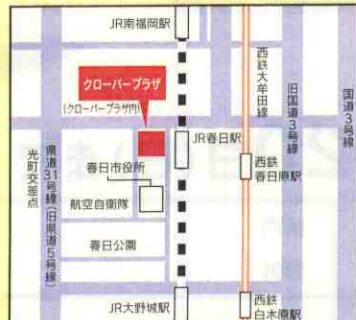 JR南福岡駅
クローバープラザ
(クローバープラザ内)
JR春日駅
春日市役所
航空自衛隊
春日公園
JR大野城駅
光町交差点
県道31号線(旧県道5号線)
西鉄大牟田線
旧国道3号線
国道3号線
西鉄
春日原駅
西鉄
白木原駅